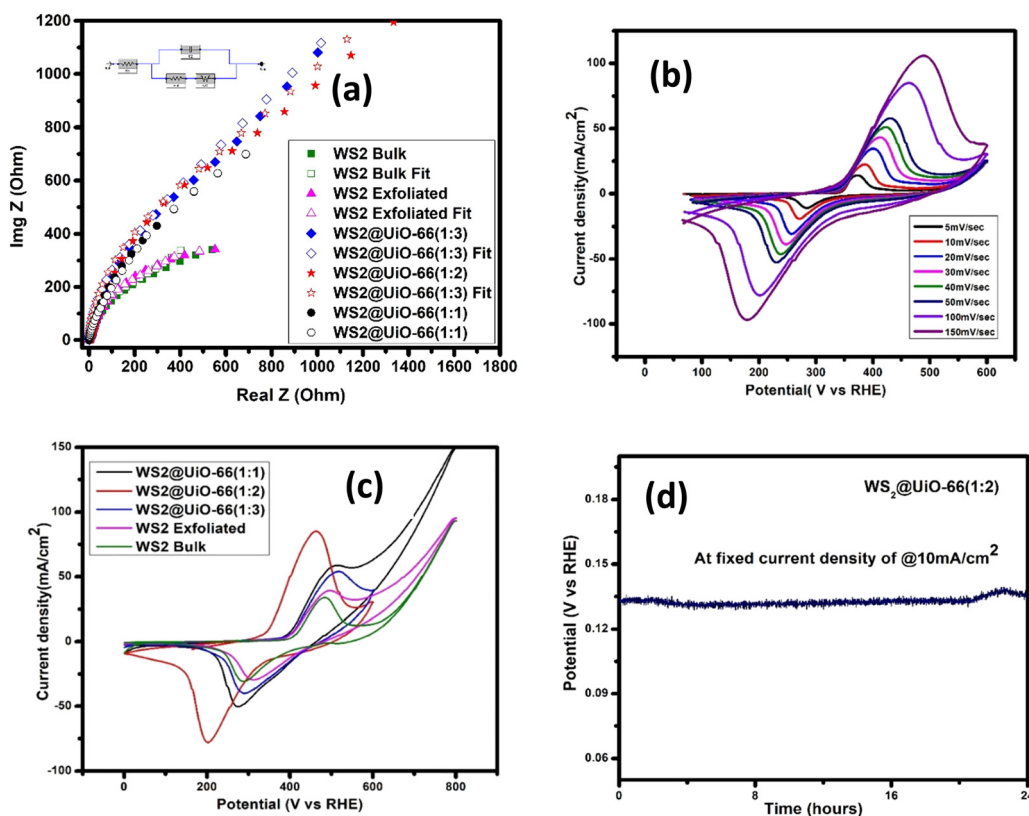 (a)
Img Z (Ohm)
1200
1000
800
600
400
200
0
0 200 400 600 800 1000 1200 1400 1600 1800
Real Z (Ohm)
WS2 Bulk
WS2 Bulk Fit
WS2 Exfoliated
WS2 Exfoliated Fit
WS2@UiO-66(1:3)
WS2@UiO-66(1:3) Fit
WS2@UiO-66(1:2)
WS2@UiO-66(1:3) Fit
WS2@UiO-66(1:1)
WS2@UiO-66(1:1)
(b)
Current density(mA/cm2)
100
50
0
-50
-100
0 100 200 300 400 500 600
Potential( V vs RHE)
5mV/sec
10mV/sec
20mV/sec
30mV/sec
40mV/sec
50mV/sec
100mV/sec
150mV/sec
(c)
Current density(mA/cm2)
150
100
50
0
-50
-100
0 200 400 600 800
Potential (V vs RHE)
WS2@UiO-66(1:1)
WS2@UiO-66(1:2)
WS2@UiO-66(1:3)
WS2 Exfoliated
WS2 Bulk
(d)
WS2@UiO-66(1:2)
At fixed current density of @10mA/cm2
Potential (V vs RHE)
0.18
0.15
0.12
0.09
0.06
0 8 16 24
Time (hours)